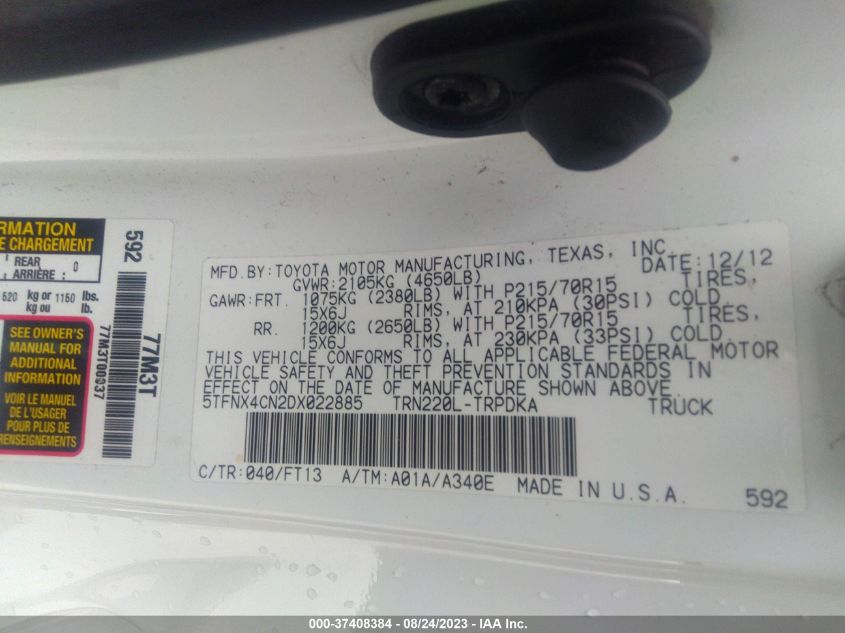 RMATION
E CHARGEMENT
REAR
ARRIÈRE : 0
520 kg or 1150 lbs.
kg ou lb.
SEE OWNER'S
MANUAL FOR
ADDITIONAL
INFORMATION
VOIR LE MANUEL
DE L'USAGER
POUR PLUS DE
RENSEIGNEMENTS
592
77M3T
77M3T00037
MFD.BY:TOYOTA MOTOR MANUFACTURING, TEXAS, INC.
GVWR:2105KG (4650LB) DATE:12/12
GAWR:FRT. 1075KG (2380LB) WITH P215/70R15 TIRES,
15X6J RIMS, AT 210KPA (30PSI) COLD
RR. 1200KG (2650LB) WITH P215/70R15 TIRES,
15X6J RIMS, AT 230KPA (33PSI) COLD
THIS VEHICLE CONFORMS TO ALL APPLICABLE FEDERAL MOTOR
VEHICLE SAFETY AND THEFT PREVENTION STANDARDS IN
EFFECT ON THE DATE OF MANUFACTURE SHOWN ABOVE.
5TFNX4CN2DX022885 TRN220L-TRPDKA TRUCK
C/TR:040/FT13 A/TM:A01A/A340E MADE IN U.S.A. 592
000-37408384 - 08/24/2023 - IAA Inc.